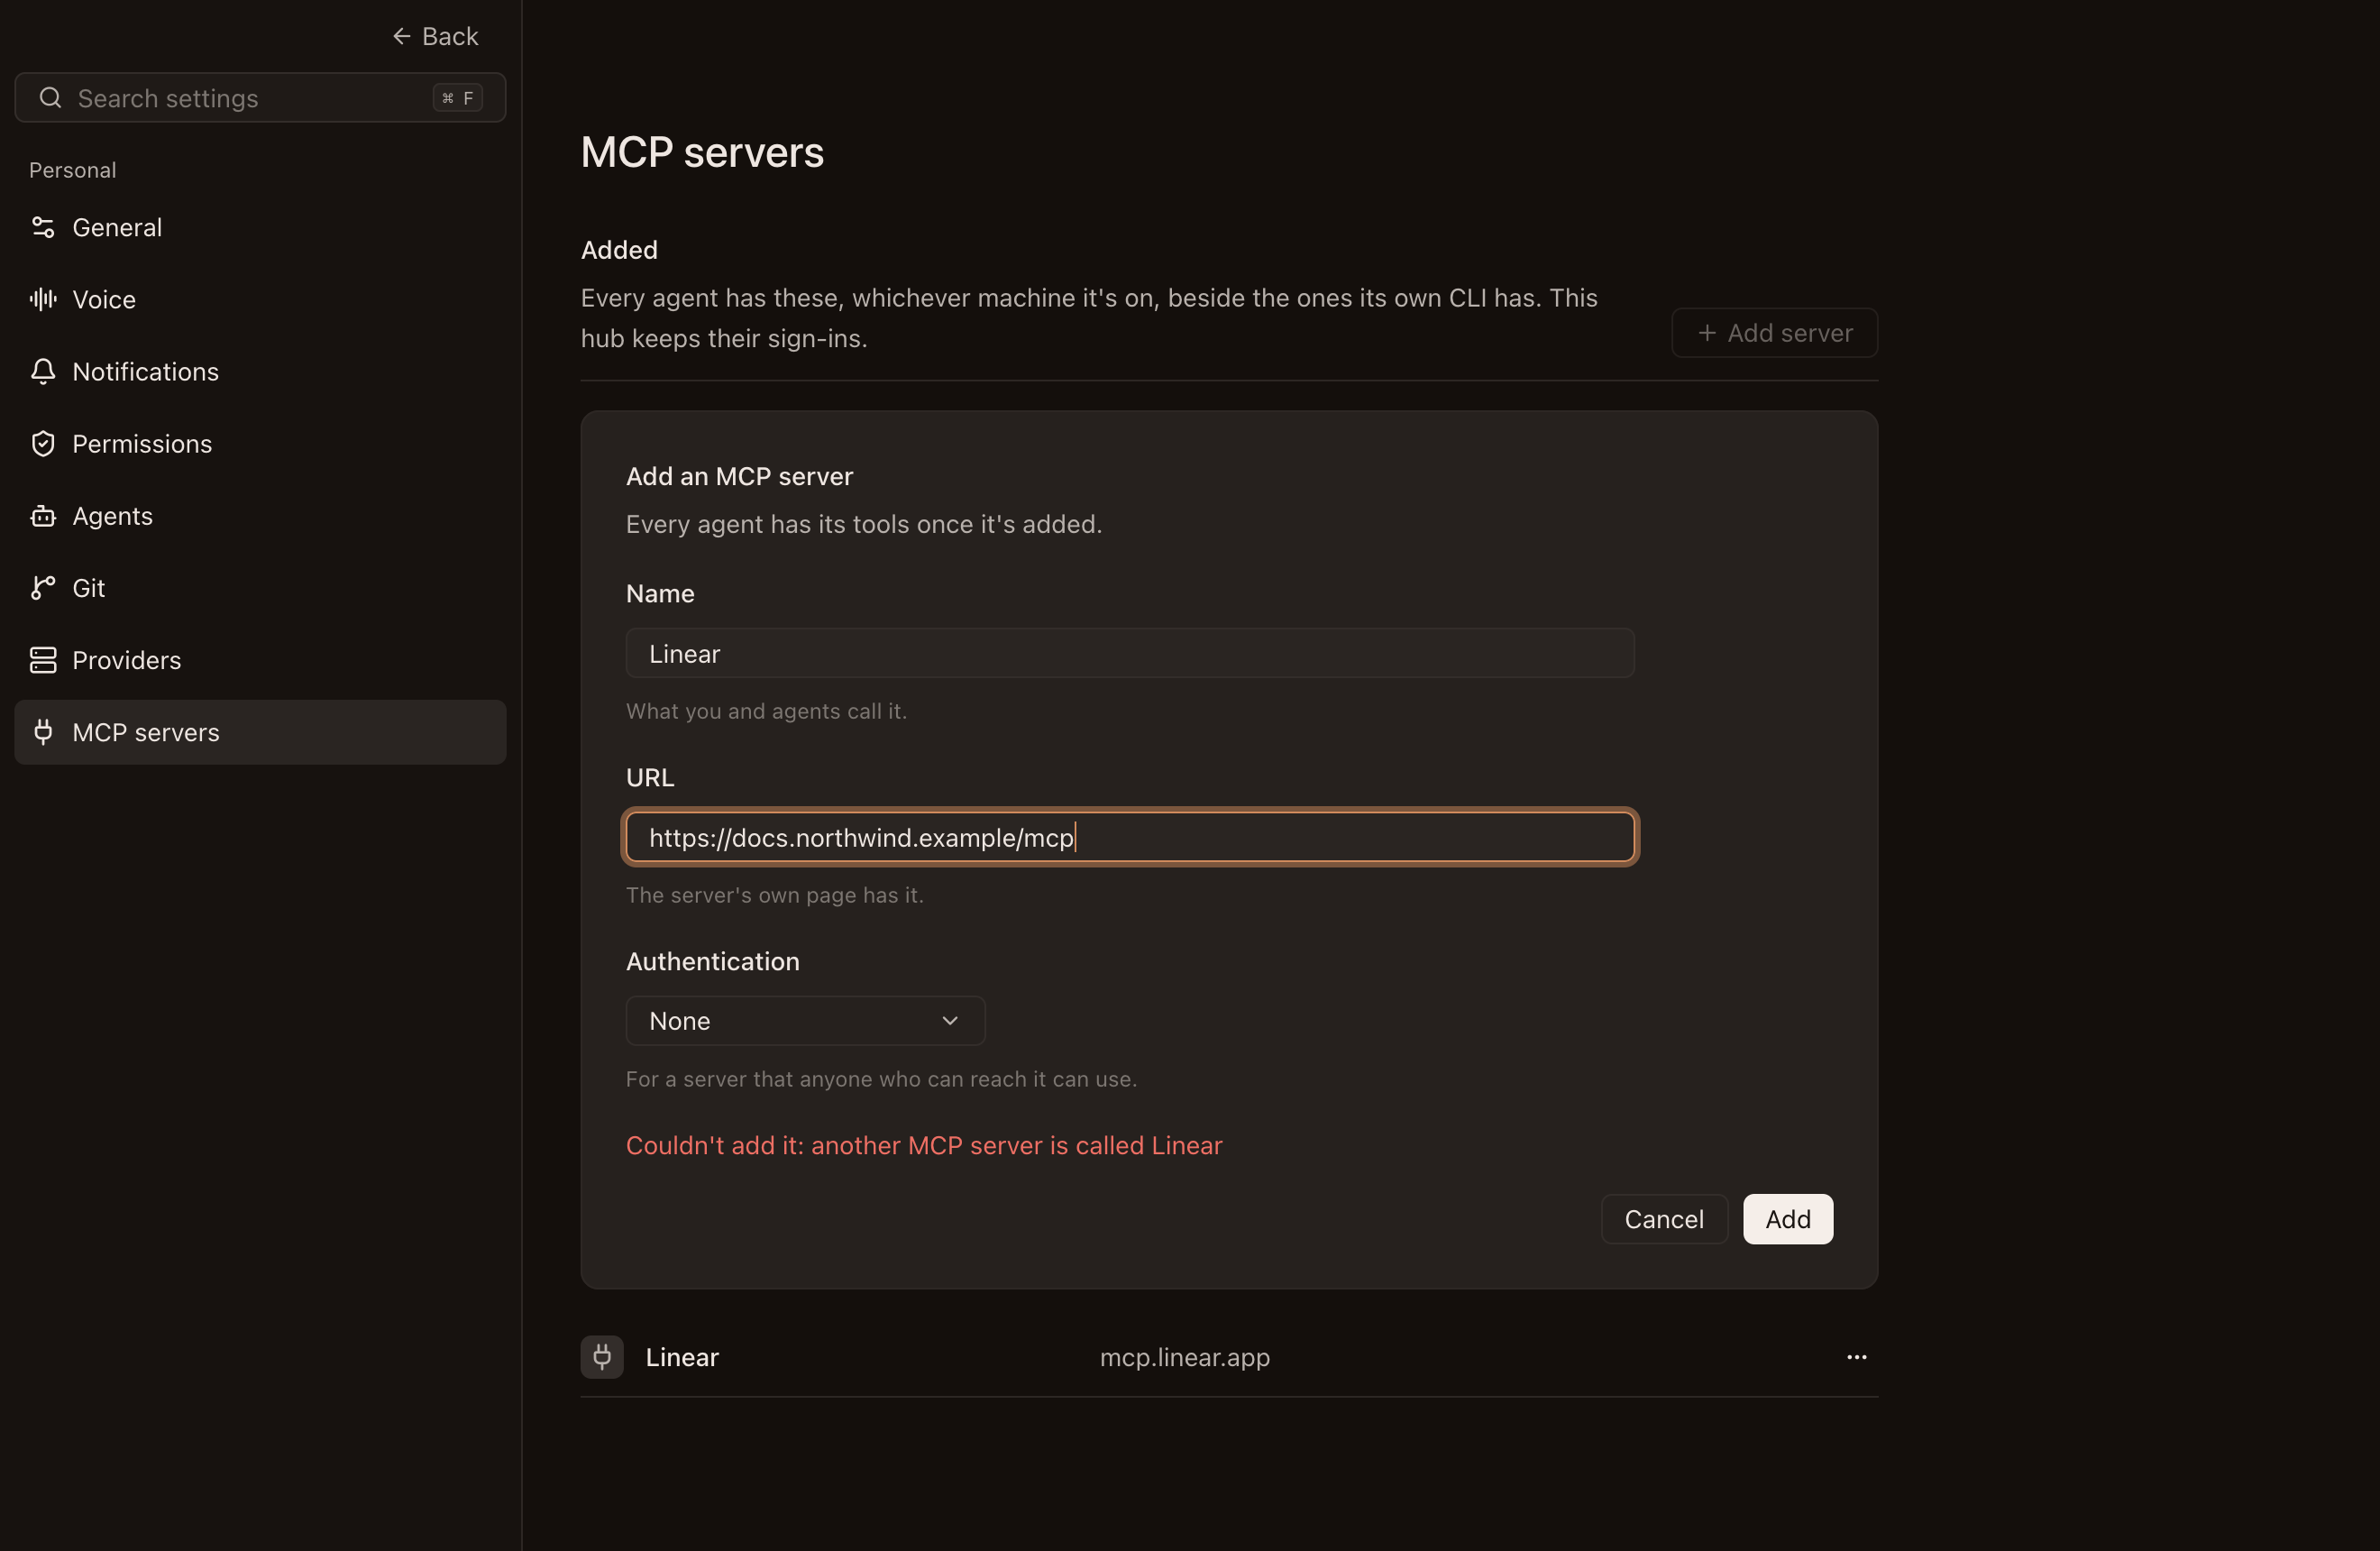 Back
Search settings
⌘ F
Personal
General
Voice
Notifications
Permissions
Agents
Git
Providers
MCP servers
MCP servers
Added
Every agent has these, whichever machine it's on, beside the ones its own CLI has. This
hub keeps their sign-ins.
Add server
Add an MCP server
Every agent has its tools once it's added.
Name
Linear
What you and agents call it.
URL
https://docs.northwind.example/mcp
The server's own page has it.
Authentication
None
For a server that anyone who can reach it can use.
Couldn't add it: another MCP server is called Linear
Cancel
Add
Linear
mcp.linear.app